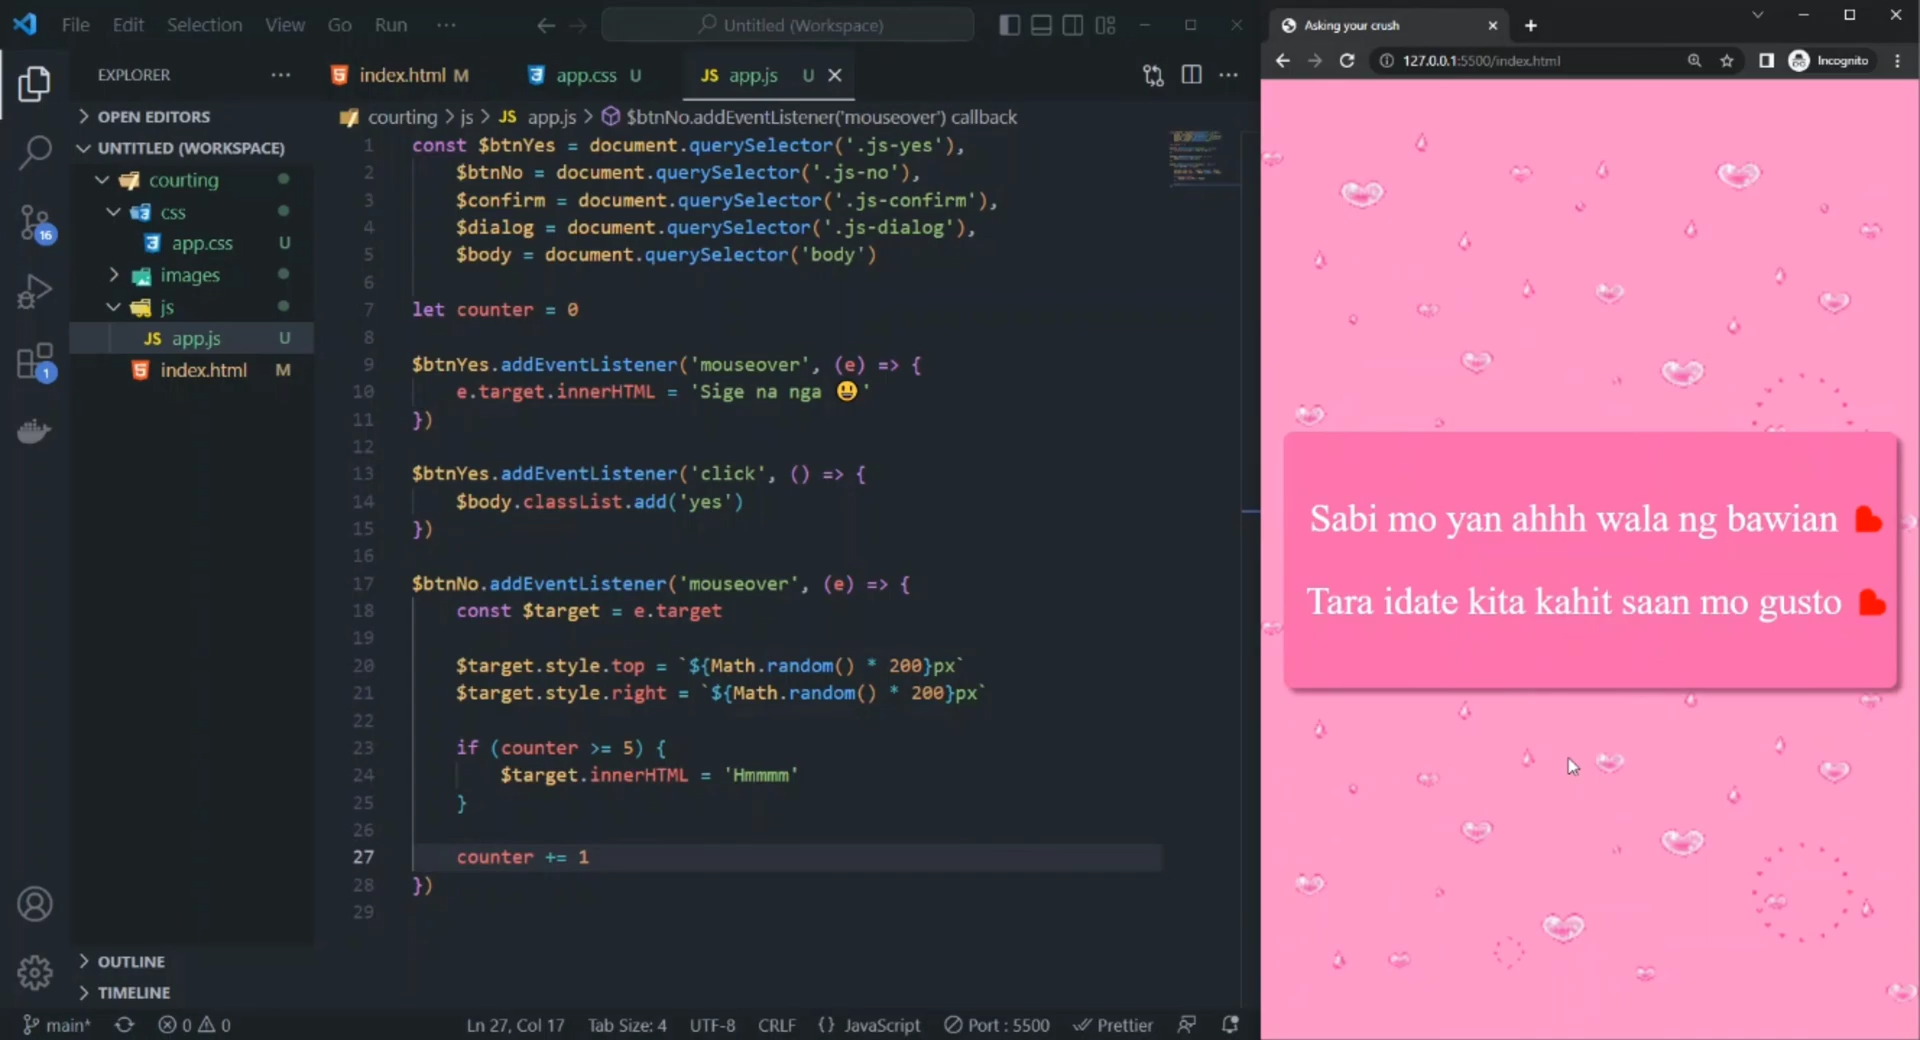 File Edit Selection View Go Run ··· Untitled (Workspace)
EXPLORER ···
OPEN EDITORS
UNTITLED (WORKSPACE)
courting
css
app.css U
images
js
app.js U
index.html M
OUTLINE
TIMELINE
16
1
index.html M app.css U app.js U
courting > js > JS app.js > $btnNo.addEventListener('mouseover') callback
1 const $btnYes = document.querySelector('.js-yes'),
2 $btnNo = document.querySelector('.js-no'),
3 $confirm = document.querySelector('.js-confirm'),
4 $dialog = document.querySelector('.js-dialog'),
5 $body = document.querySelector('body')
6
7 let counter = 0
8
9 $btnYes.addEventListener('mouseover', (e) => {
10 e.target.innerHTML = 'Sige na nga 😃'
11 })
12
13 $btnYes.addEventListener('click', () => {
14 $body.classList.add('yes')
15 })
16
17 $btnNo.addEventListener('mouseover', (e) => {
18 const $target = e.target
19
20 $target.style.top = `${Math.random() * 200}px`
21 $target.style.right = `${Math.random() * 200}px`
22
23 if (counter >= 5) {
24 $target.innerHTML = 'Hmmmm'
25 }
26
27 counter += 1
28 })
29
main* 0 0 Ln 27, Col 17 Tab Size: 4 UTF-8 CRLF {} JavaScript Port : 5500 Prettier
Asking your crush
127.0.0.1:5500/index.html Incognito
Sabi mo yan ahhh wala ng bawian
Tara idate kita kahit saan mo gusto